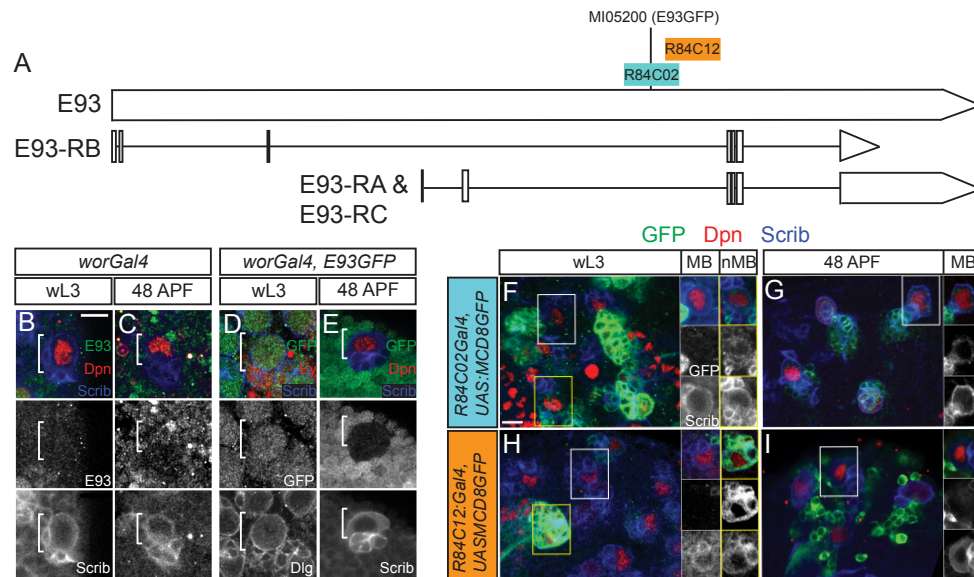 MI05200 (E93GFP)
R84C12
R84C02
A
E93
E93-RB
E93-RA &
E93-RC
GFP Dpn Scrib
worGal4
worGal4, E93GFP
wL3
48 APF
wL3
48 APF
wL3
MB
nMB
48 APF
MB
B
C
D
E
E93
Dpn
Scrib
GFP
Fy
Scrib
GFP
Dpn
Scrib
E93
GFP
Scrib
Dlg
Scrib
R84C02Gal4,
UAS:MCD8GFP
F
GFP
Scrib
G
R84C12:Gal4,
UASMCD8GFP
H
I